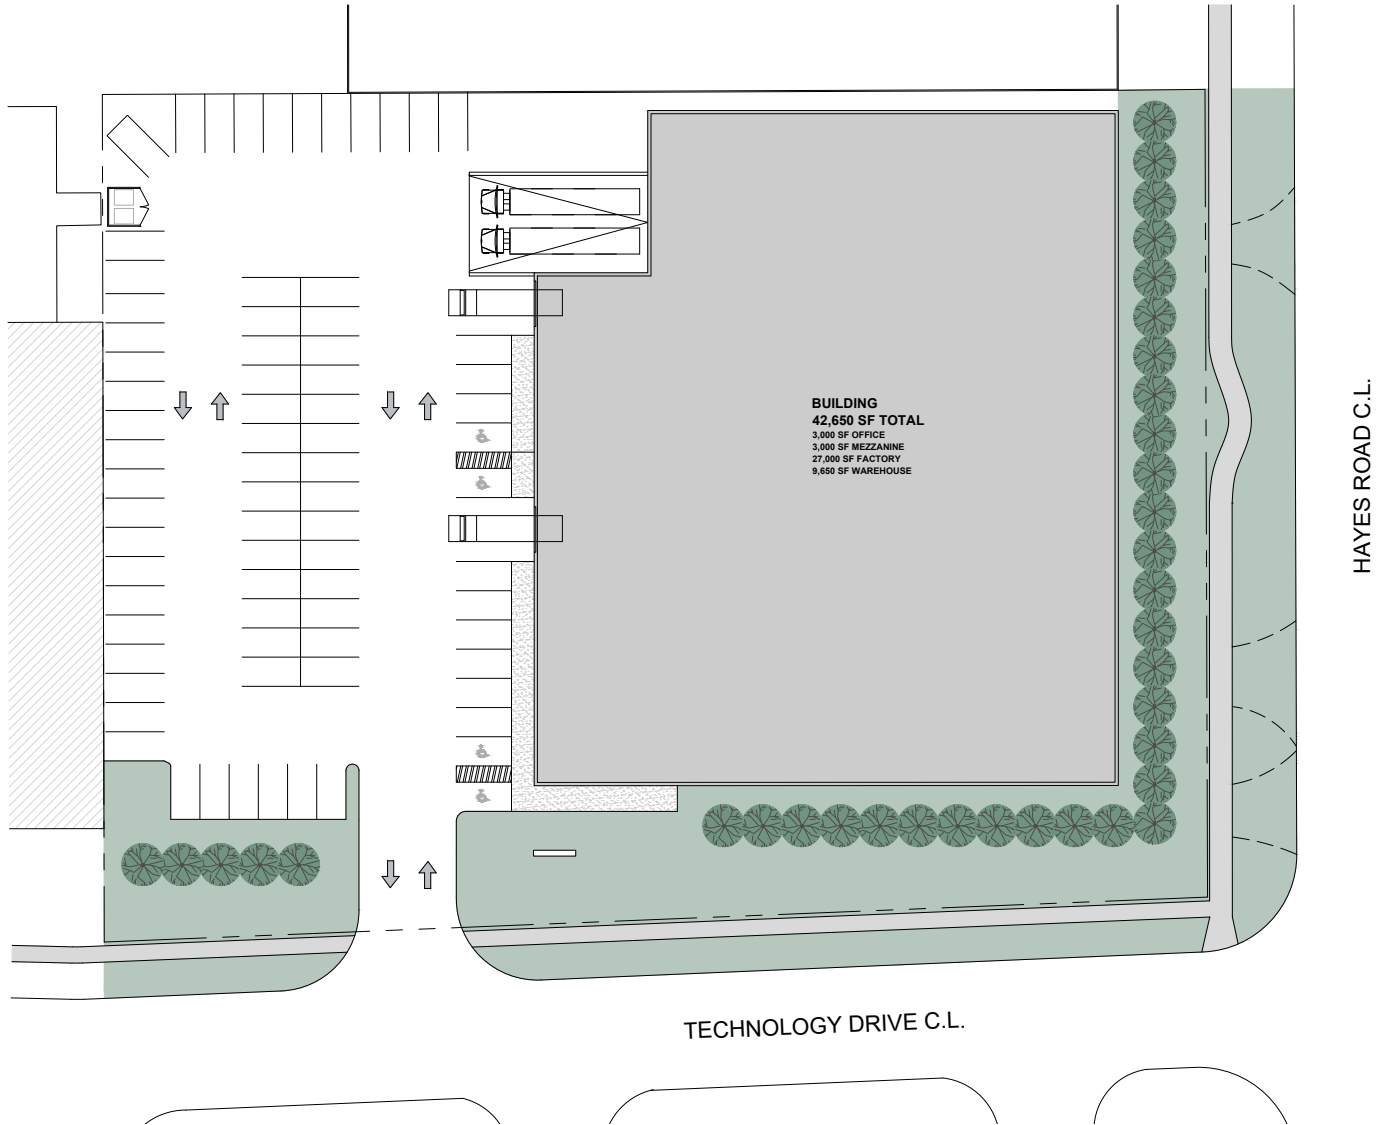 BUILDING
42,650 SF TOTAL
3,000 SF OFFICE
3,000 SF MEZZANINE
27,000 SF FACTORY
9,650 SF WAREHOUSE
HAYES ROAD C.L.
TECHNOLOGY DRIVE C.L.